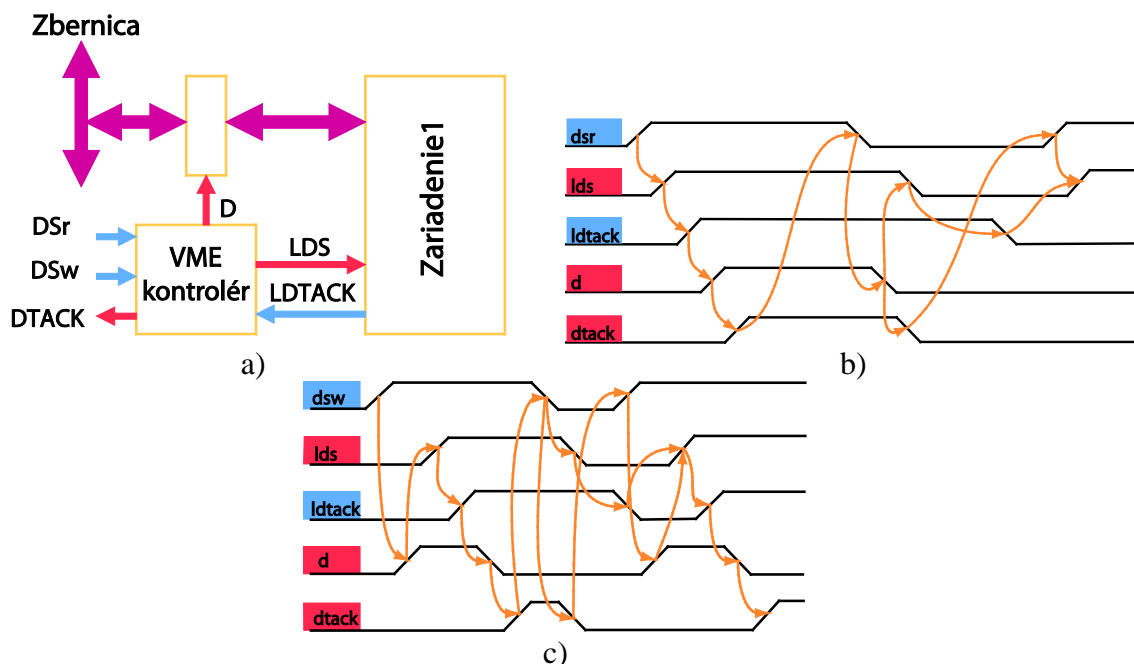 Zbernica
D
DSr
DSw
DTACK
VME
kontrolér
LDS
LDTACK
Zariadenie1
a)
dsr
lds
ldtack
d
dtack
b)
dsw
lds
ldtack
d
dtack
c)